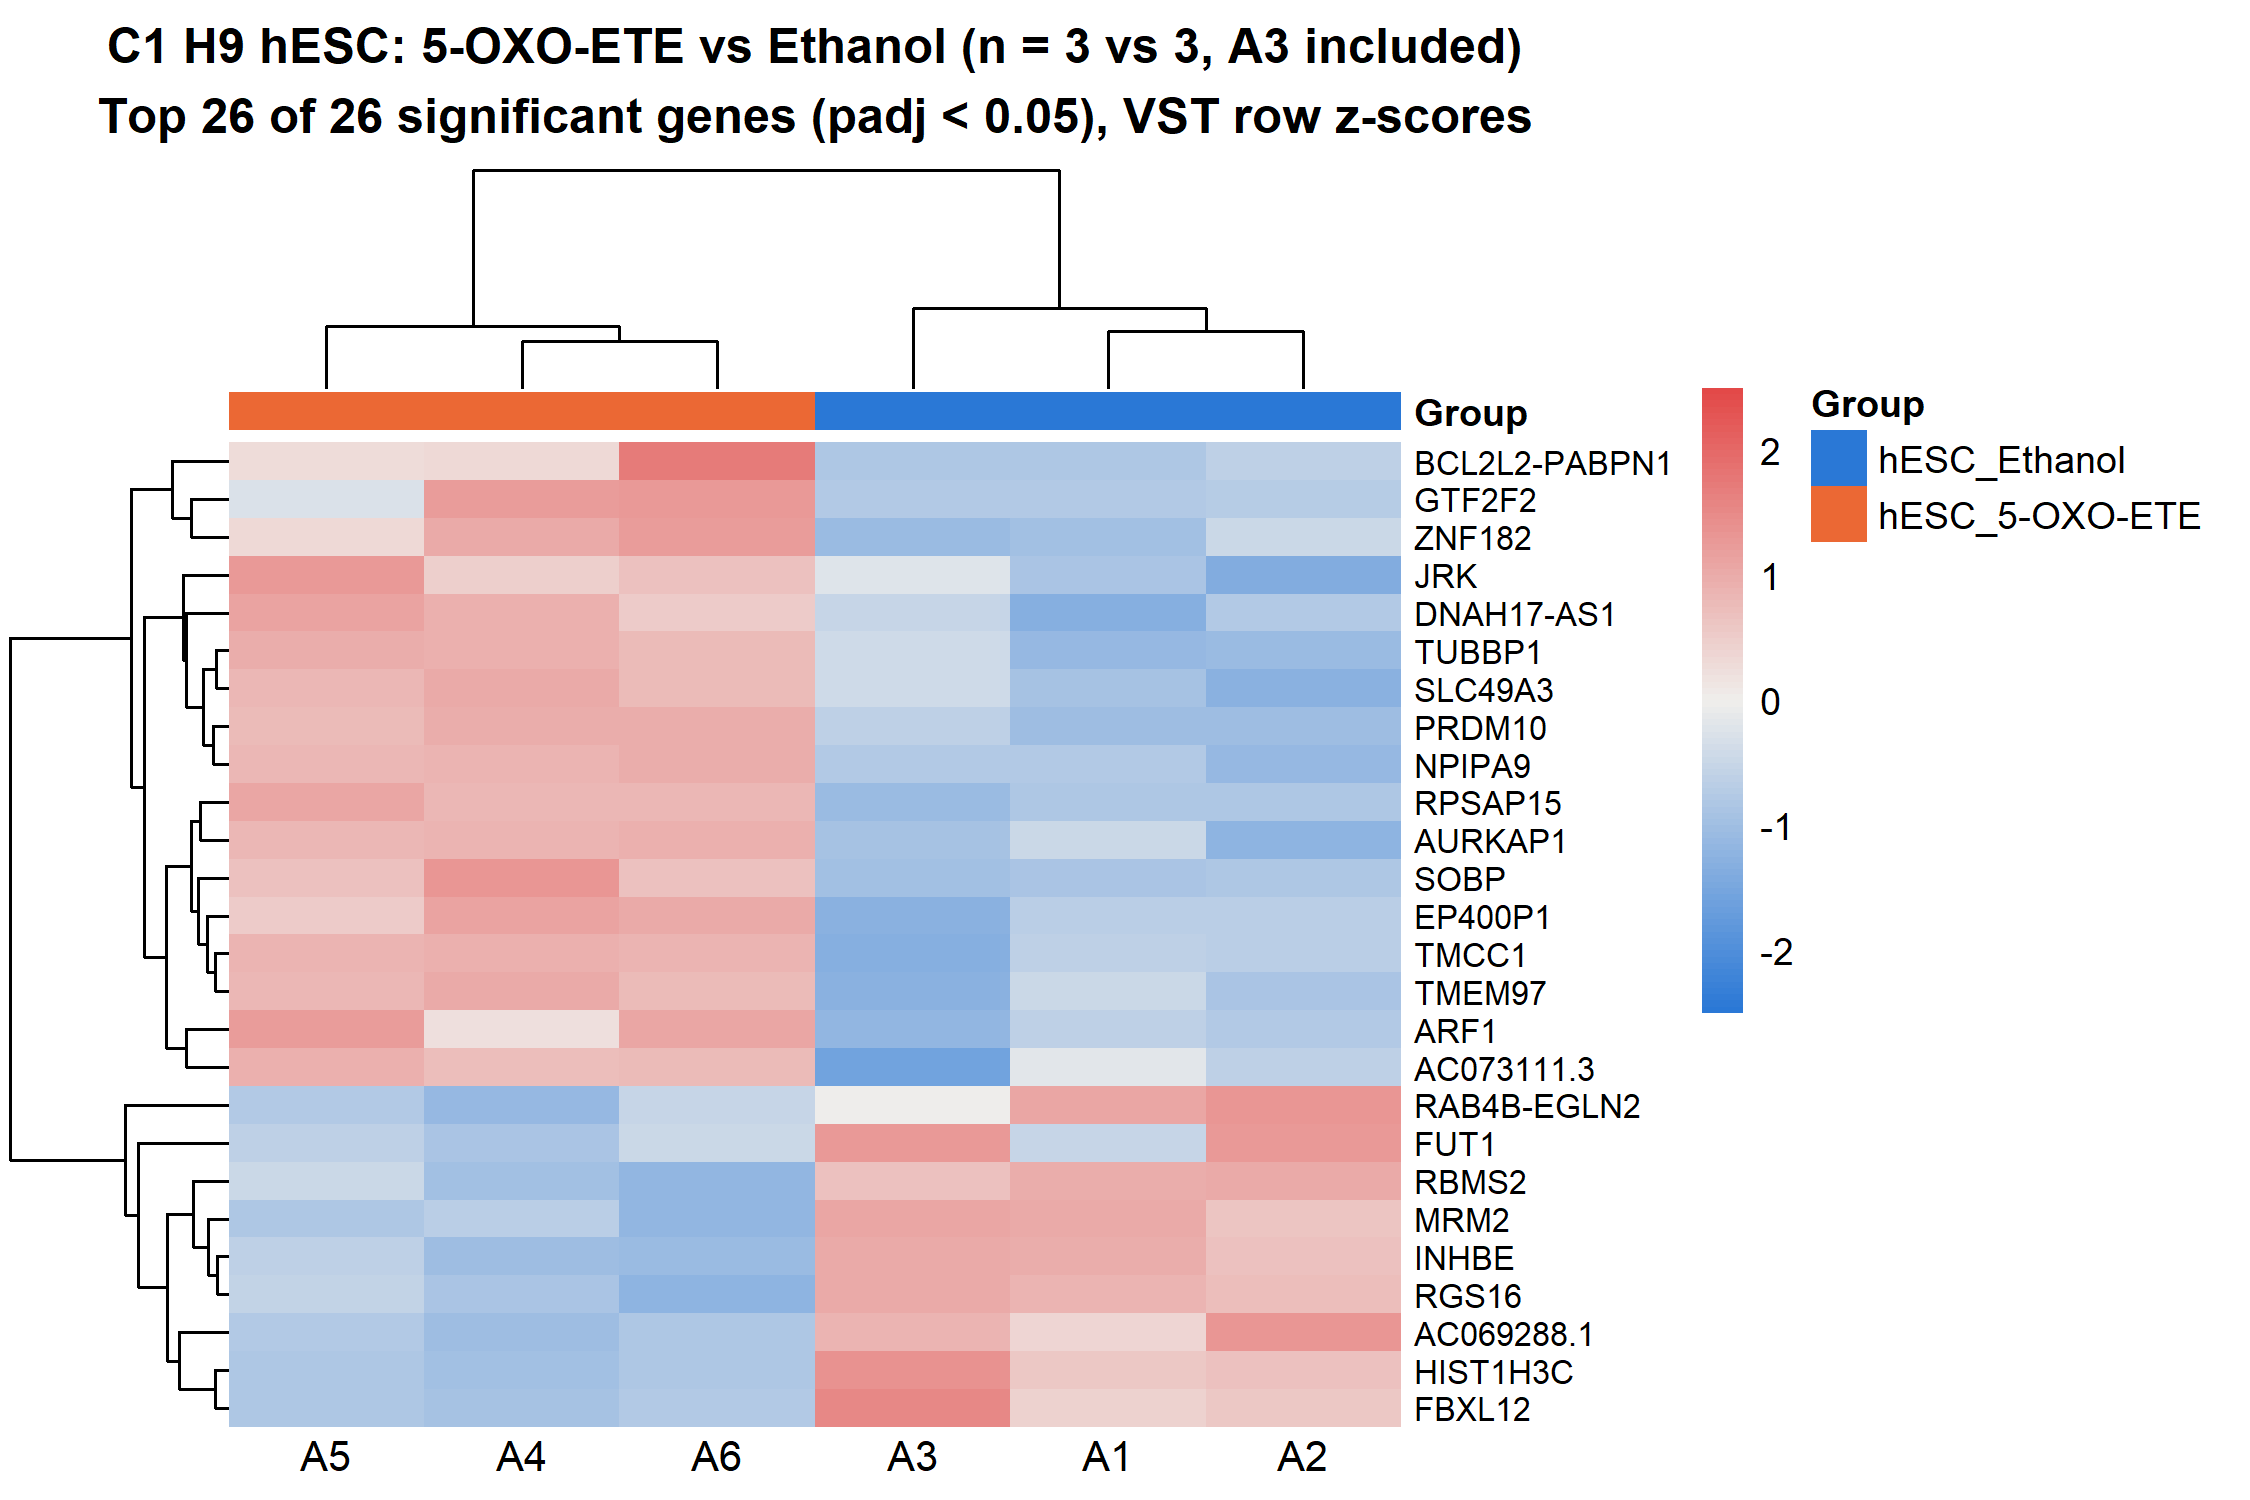 C1 H9 hESC: 5-OXO-ETE vs Ethanol (n = 3 vs 3, A3 included)
Top 26 of 26 significant genes (padj < 0.05), VST row z-scores
Group
BCL2L2-PABPN1
GTF2F2
ZNF182
JRK
DNAH17-AS1
TUBBP1
SLC49A3
PRDM10
NPIPA9
RPSAP15
AURKAP1
SOBP
EP400P1
TMCC1
TMEM97
ARF1
AC073111.3
RAB4B-EGLN2
FUT1
RBMS2
MRM2
INHBE
RGS16
AC069288.1
HIST1H3C
FBXL12
A5 A4 A6 A3 A1 A2
2
1
0
-1
-2
Group
hESC_Ethanol
hESC_5-OXO-ETE